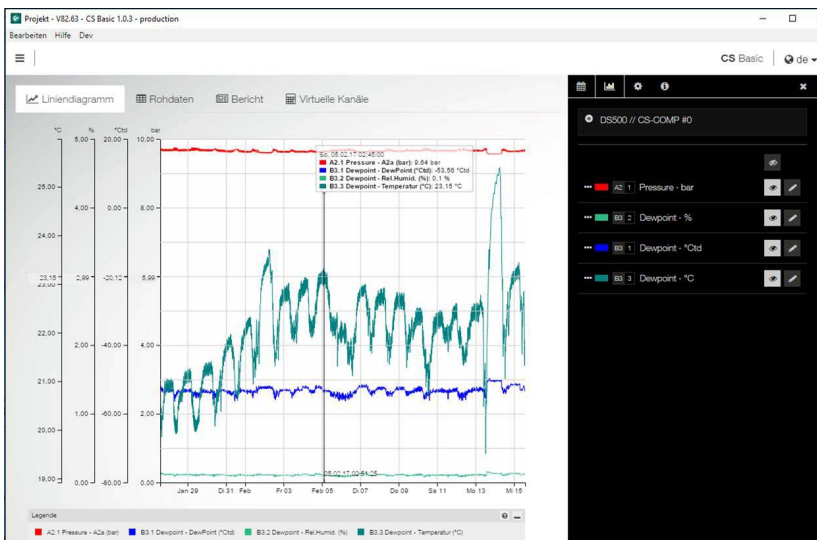 Projekt - V82.63 - CS Basic 1.0.3 - production
Bearbeiten Hilfe Dev
CS Basic de
Liniendiagramm Rohdaten Bericht Virtuelle Kanäle
DS500 // CS-COMP #0
A2 1 Pressure - bar
B3 2 Dewpoint - %
B3 1 Dewpoint - °Ctd
B3 3 Dewpoint - °C
°C % °Ctd bar
5,00 20,00 10,00
So, 05.02.17 02:45:00
A2.1 Pressure - A2a (bar): 9,64 bar
B3.1 Dewpoint - DewPoint (°Ctd): -53,56 °Ctd
B3.2 Dewpoint - Rel.Humid. (%): 0,1 %
B3.3 Dewpoint - Temperatur (°C): 23,15 °C
25,00
4,00 0,00 8,00
24,00
23,15 2,99 -20,12 5,99
23,00
22,00
2,00 -40,00 4,00
21,00
1,00 -60,00 2,00
20,00
19,00 0,00 -80,00 0,00
05.02.17 02:51:25
Jan 29 Di 31 Feb Fr 03 Feb 05 Di 07 Do 09 Sa 11 Mo 13 Mi 15
Legende
A2.1 Pressure - A2a (bar) B3.1 Dewpoint - DewPoint (°Ctd) B3.2 Dewpoint - Rel.Humid. (%) B3.3 Dewpoint - Temperatur (°C)